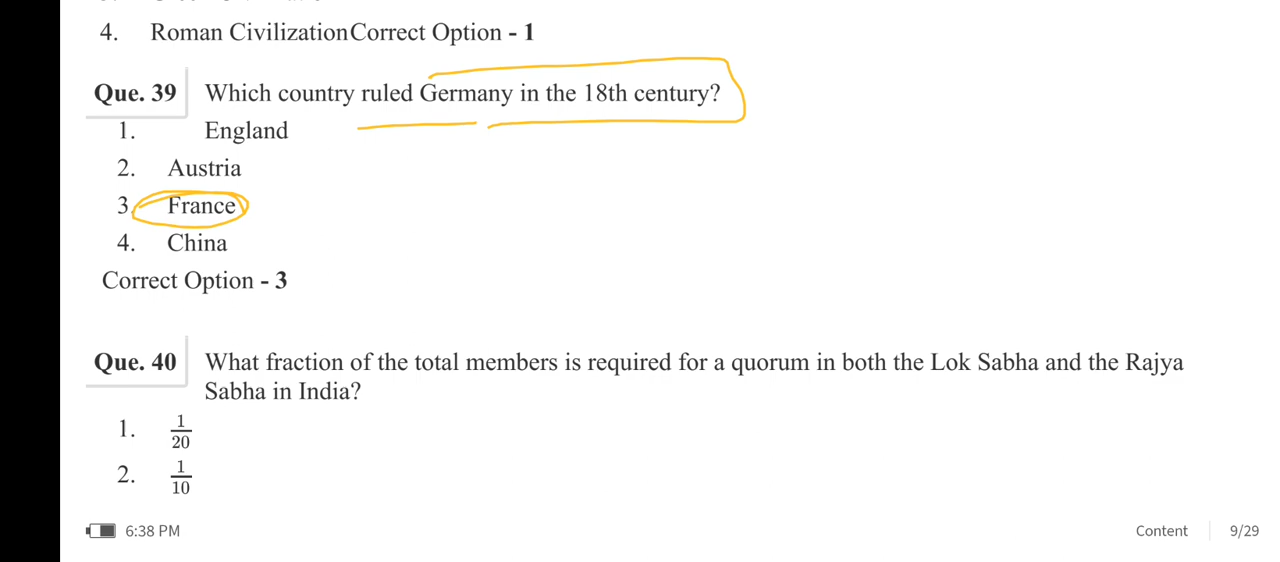 4. Roman CivilizationCorrect Option - 1
Que. 39 Which country ruled Germany in the 18th century?
1. England
2. Austria
3. France
4. China
Correct Option - 3
Que. 40 What fraction of the total members is required for a quorum in both the Lok Sabha and the Rajya
Sabha in India?
1. 1/20
2. 1/10
6:38 PM Content 9/29